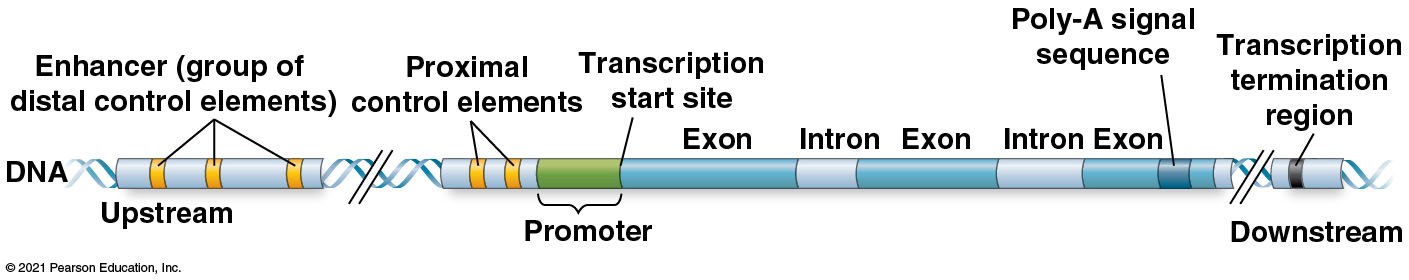 Enhancer (group of
distal control elements)
Proximal
control elements
Transcription
start site
Poly-A signal
sequence
Transcription
termination
region
Exon
Intron
Exon
Intron
Exon
DNA
Upstream
Promoter
Downstream
© 2021 Pearson Education, Inc.